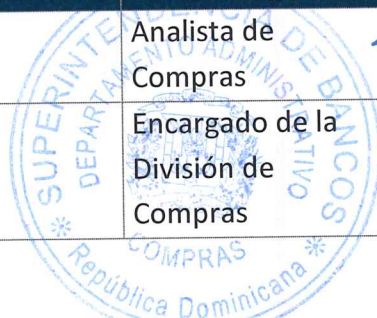 Analista de
Compras
Encargado de la
División de
Compras
SUPERINTENDENCIA DE BANCOS
DEPARTAMENTO ADMINISTRATIVO
COMPRAS
República Dominicana